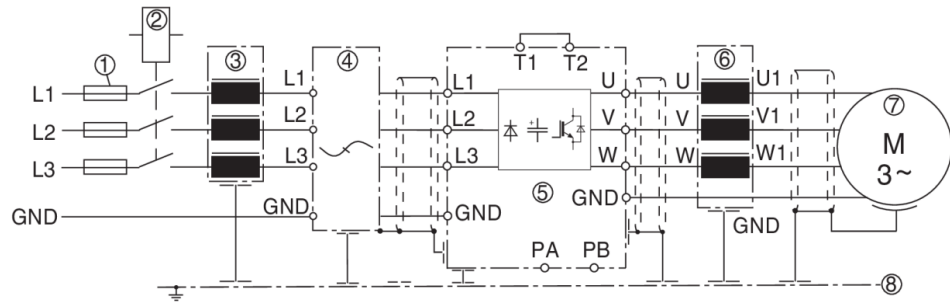 ② T1 T2
① ③ ④ ⑥
L1 L1 L1 U U U1 ⑦
L2 L2 L2 V V V1 M
L3 L3 L3 W W W1 3~
⑤
GND GND GND GND GND
PA PB
⑧